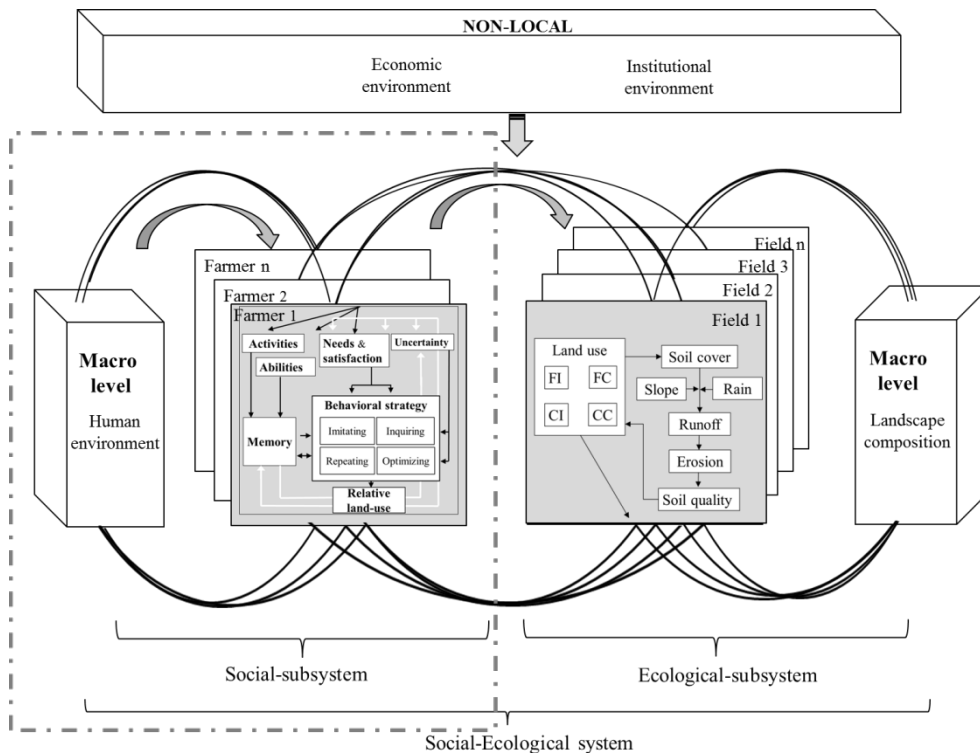 NON-LOCAL
Economic
environment
Institutional
environment
Macro
level
Human
environment
Farmer n
Farmer 2
Farmer 1
Activities
Abilities
Needs &
satisfaction
Uncertainty
Behavioral strategy
Imitating
Inquiring
Repeating
Optimizing
Memory
Relative
land-use
Field n
Field 3
Field 2
Field 1
Land use
FI
FC
CI
CC
Soil cover
Slope
Rain
Runoff
Erosion
Soil quality
Macro
level
Landscape
composition
Social-subsystem
Ecological-subsystem
Social-Ecological system